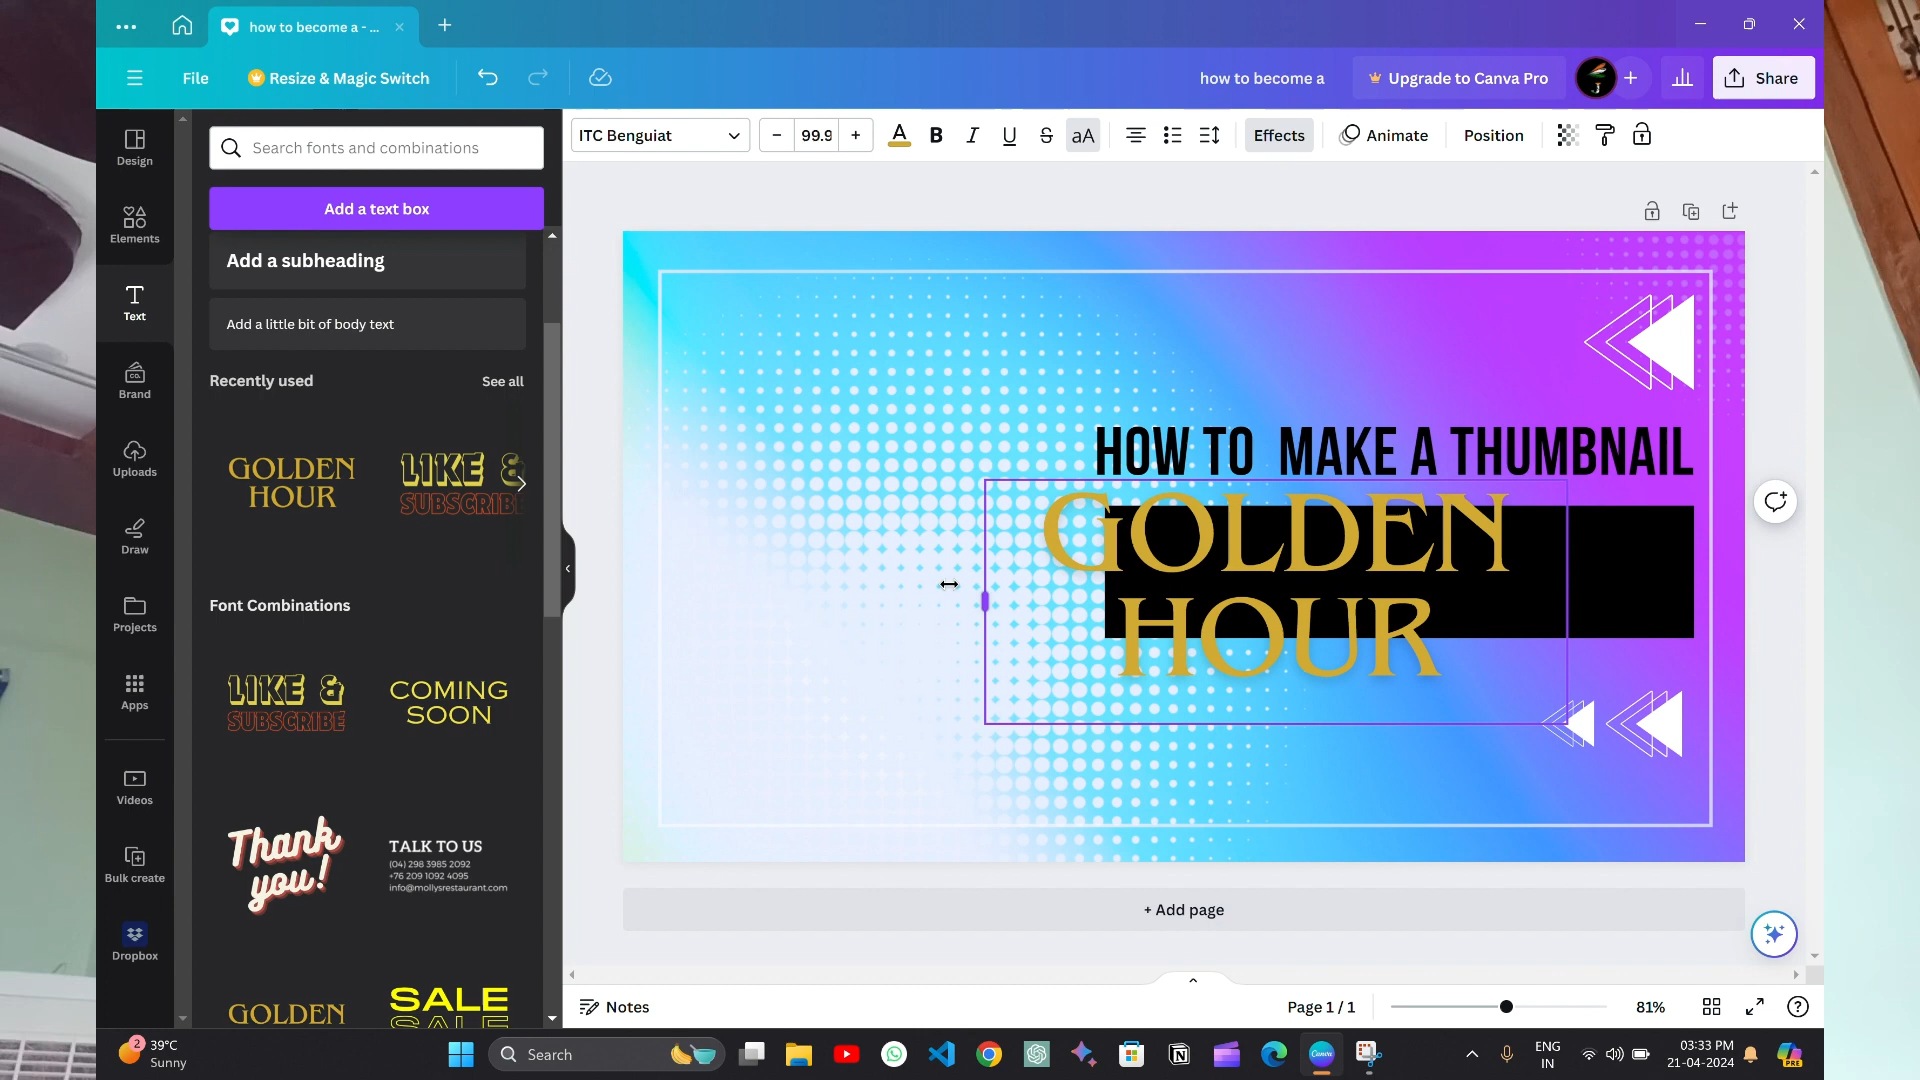 how to become a - ...
File
Resize & Magic Switch
how to become a
Upgrade to Canva Pro
Share
Design
Elements
Text
Brand
Uploads
Draw
Projects
Apps
Videos
Bulk create
Dropbox
Search fonts and combinations
Add a text box
Add a subheading
Add a little bit of body text
Recently used
See all
GOLDEN
HOUR
LIKE &
SUBSCRIBE
Font Combinations
LIKE &
SUBSCRIBE
COMING
SOON
Thank
you!
TALK TO US
(04) 298 3985 2092
+76 209 1092 4095
info@mollysrestaurant.com
GOLDEN
SALE
SALE
ITC Benguiat
99.9
A
B
I
U
S
aA
Effects
Animate
Position
HOW TO MAKE A THUMBNAIL
GOLDEN
HOUR
+ Add page
Notes
Page 1 / 1
81%
2
39°C
Sunny
Search
Canva
ENG
IN
03:33 PM
21-04-2024
PRE